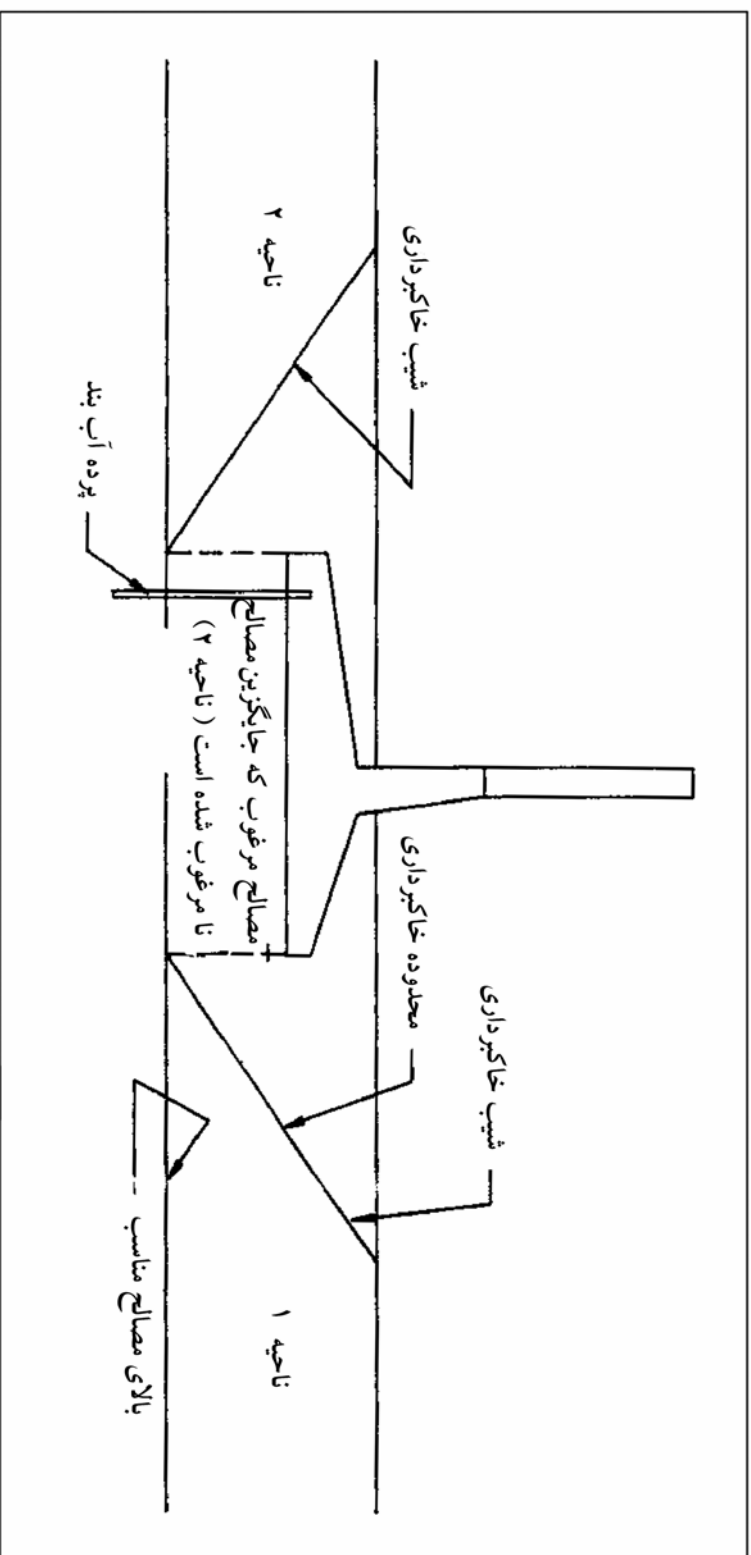 شیب خاکبرداری
محدوده خاکبرداری
شیب خاکبرداری
ناحیه ۲
ناحیه ۱
مصالح مرغوب که جایگزین مصالح
نا مرغوب شده است ( ناحیه ۲ )
بالای مصالح مناسب
پرده آب بند